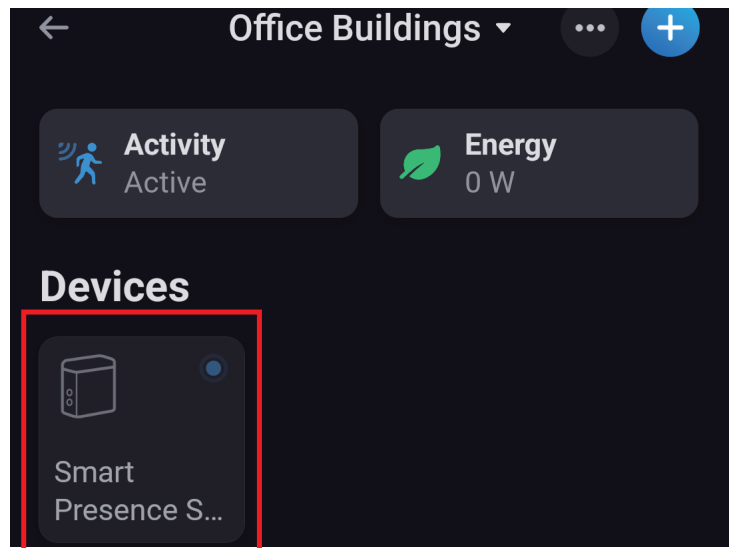 Office Buildings
Activity
Active
Energy
0 W
Devices
Smart
Presence S...